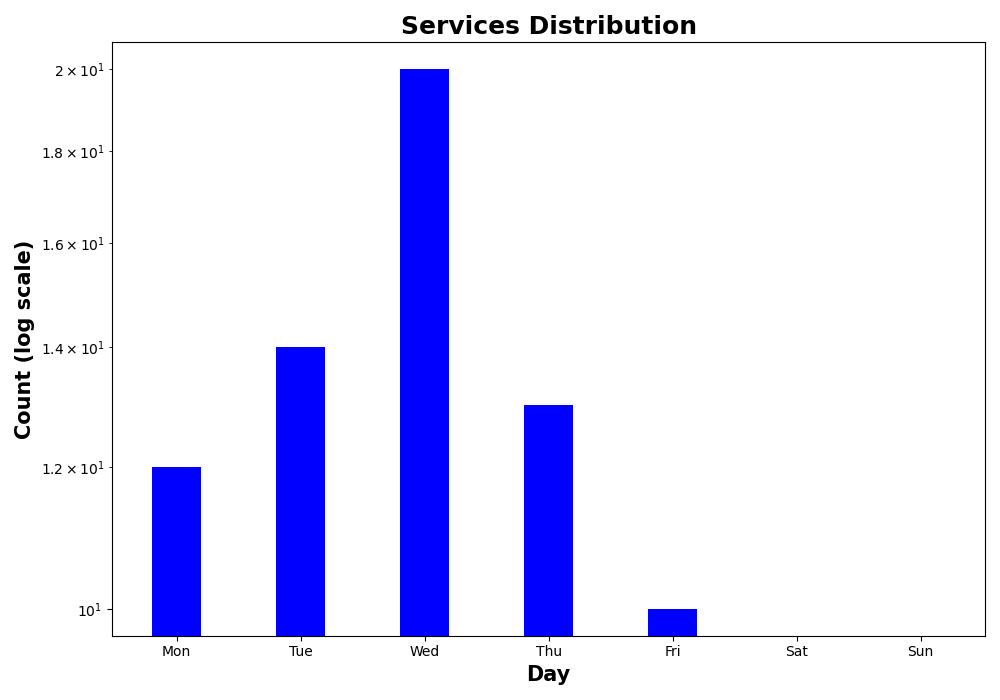 Services Distribution
Count (log scale)
2 × 10¹
1.8 × 10¹
1.6 × 10¹
1.4 × 10¹
1.2 × 10¹
10¹
Mon Tue Wed Thu Fri Sat Sun
Day